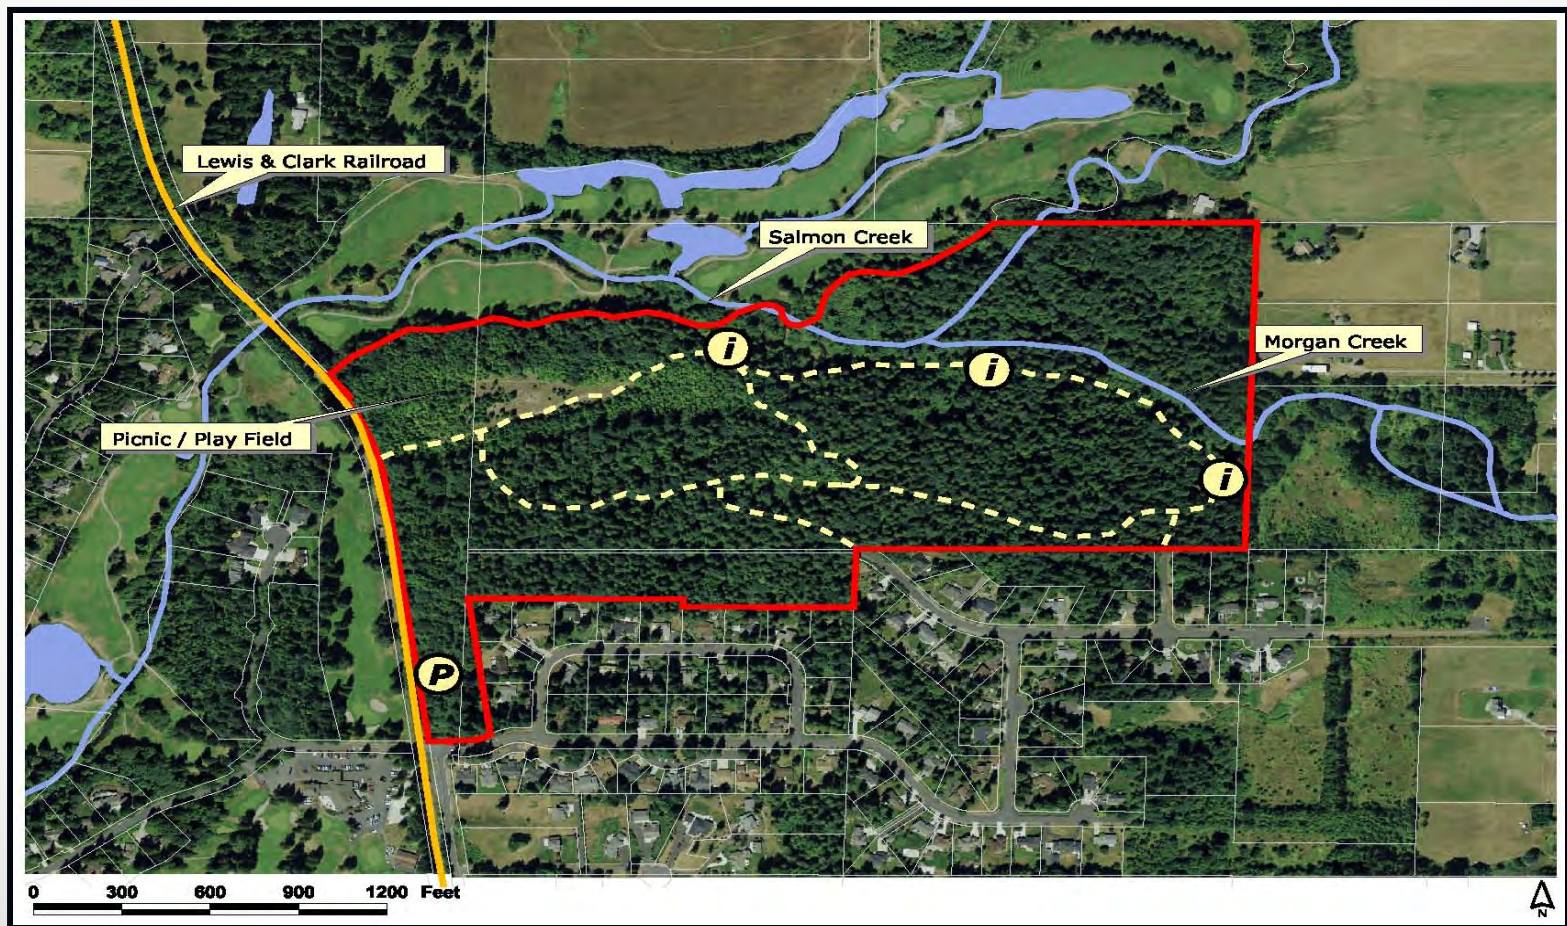 Lewis & Clark Railroad
Salmon Creek
Morgan Creek
i
i
Picnic / Play Field
i
P
0 300 600 900 1200 Feet
N